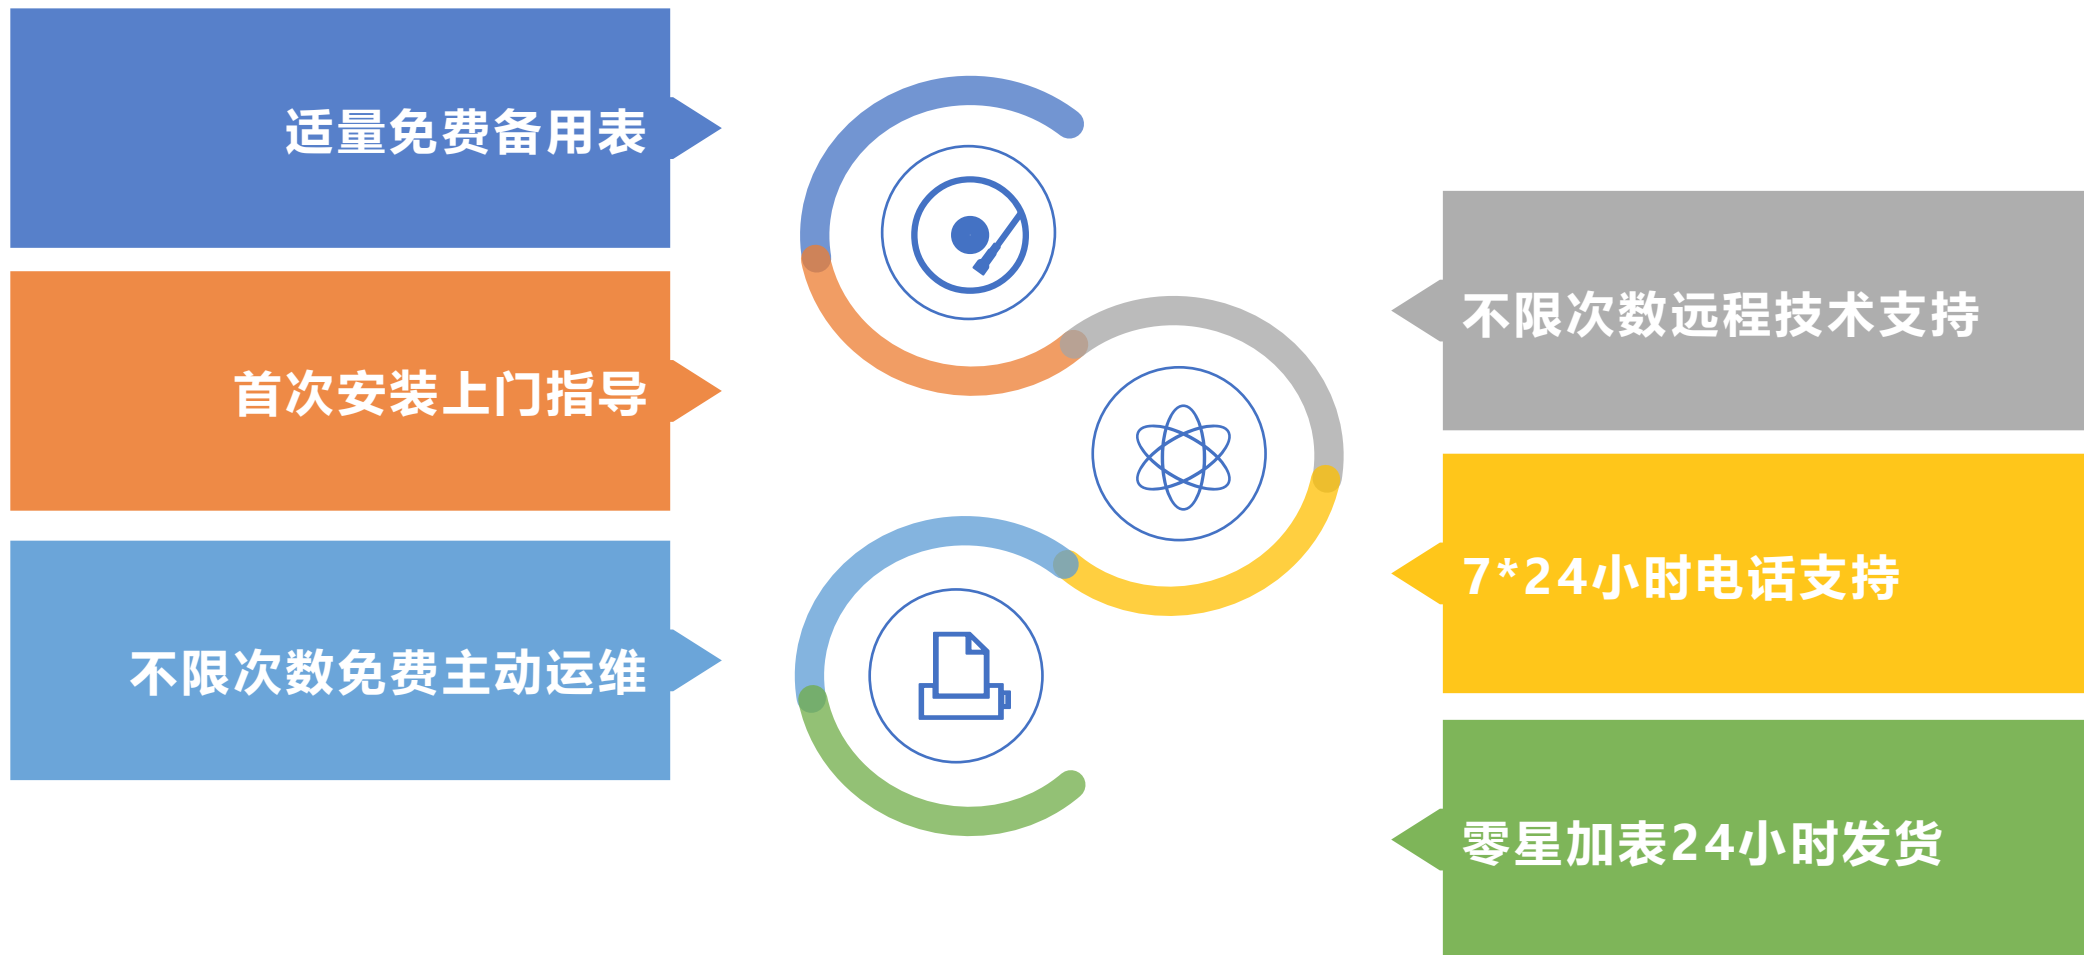 适量免费备用表
首次安装上门指导
不限次数免费主动运维
不限次数远程技术支持
7*24小时电话支持
零星加表24小时发货